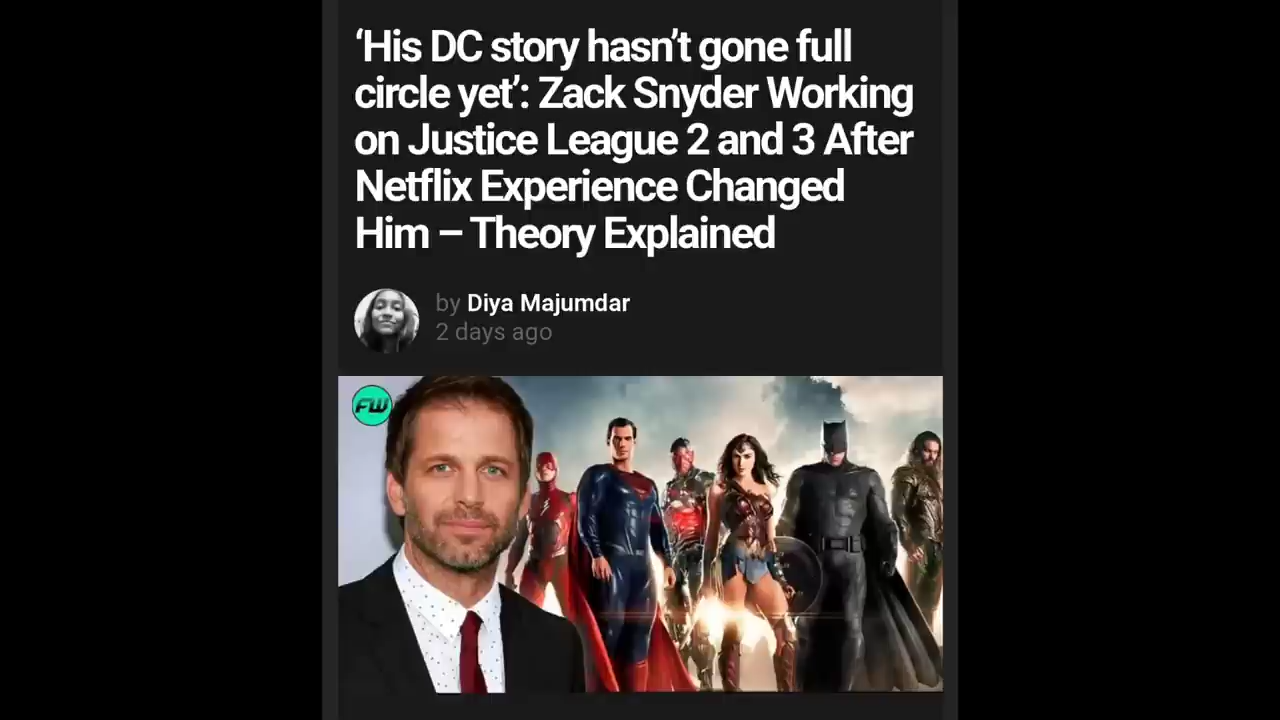 ‘His DC story hasn’t gone full
circle yet’: Zack Snyder Working
on Justice League 2 and 3 After
Netflix Experience Changed
Him – Theory Explained
by Diya Majumdar
2 days ago
FW